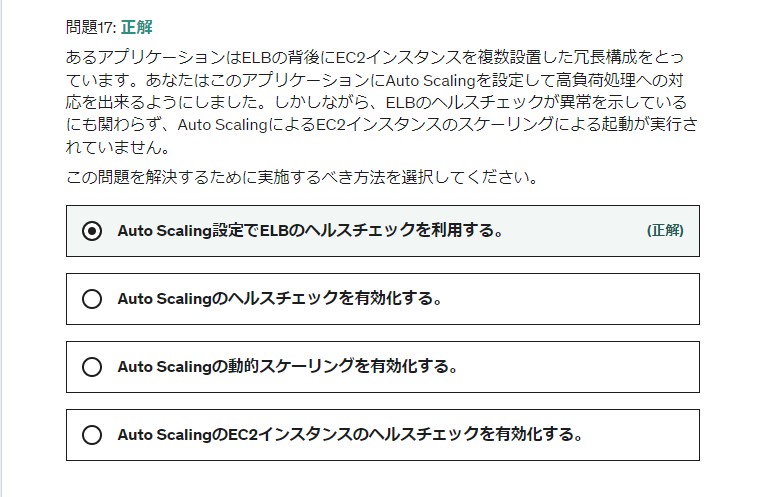 問題17: 正解
あるアプリケーションはELBの背後にEC2インスタンスを複数設置した冗長構成をとっ
ています。あなたはこのアプリケーションにAuto Scalingを設定して高負荷処理への対
応を出来るようにしました。しかしながら、ELBのヘルスチェックが異常を示している
にも関わらず、Auto ScalingによるEC2インスタンスのスケーリングによる起動が実行さ
れていません。
この問題を解決するために実施するべき方法を選択してください。
Auto Scaling設定でELBのヘルスチェックを利用する。 (正解)
Auto Scalingのヘルスチェックを有効化する。
Auto Scalingの動的スケーリングを有効化する。
Auto ScalingのEC2インスタンスのヘルスチェックを有効化する。